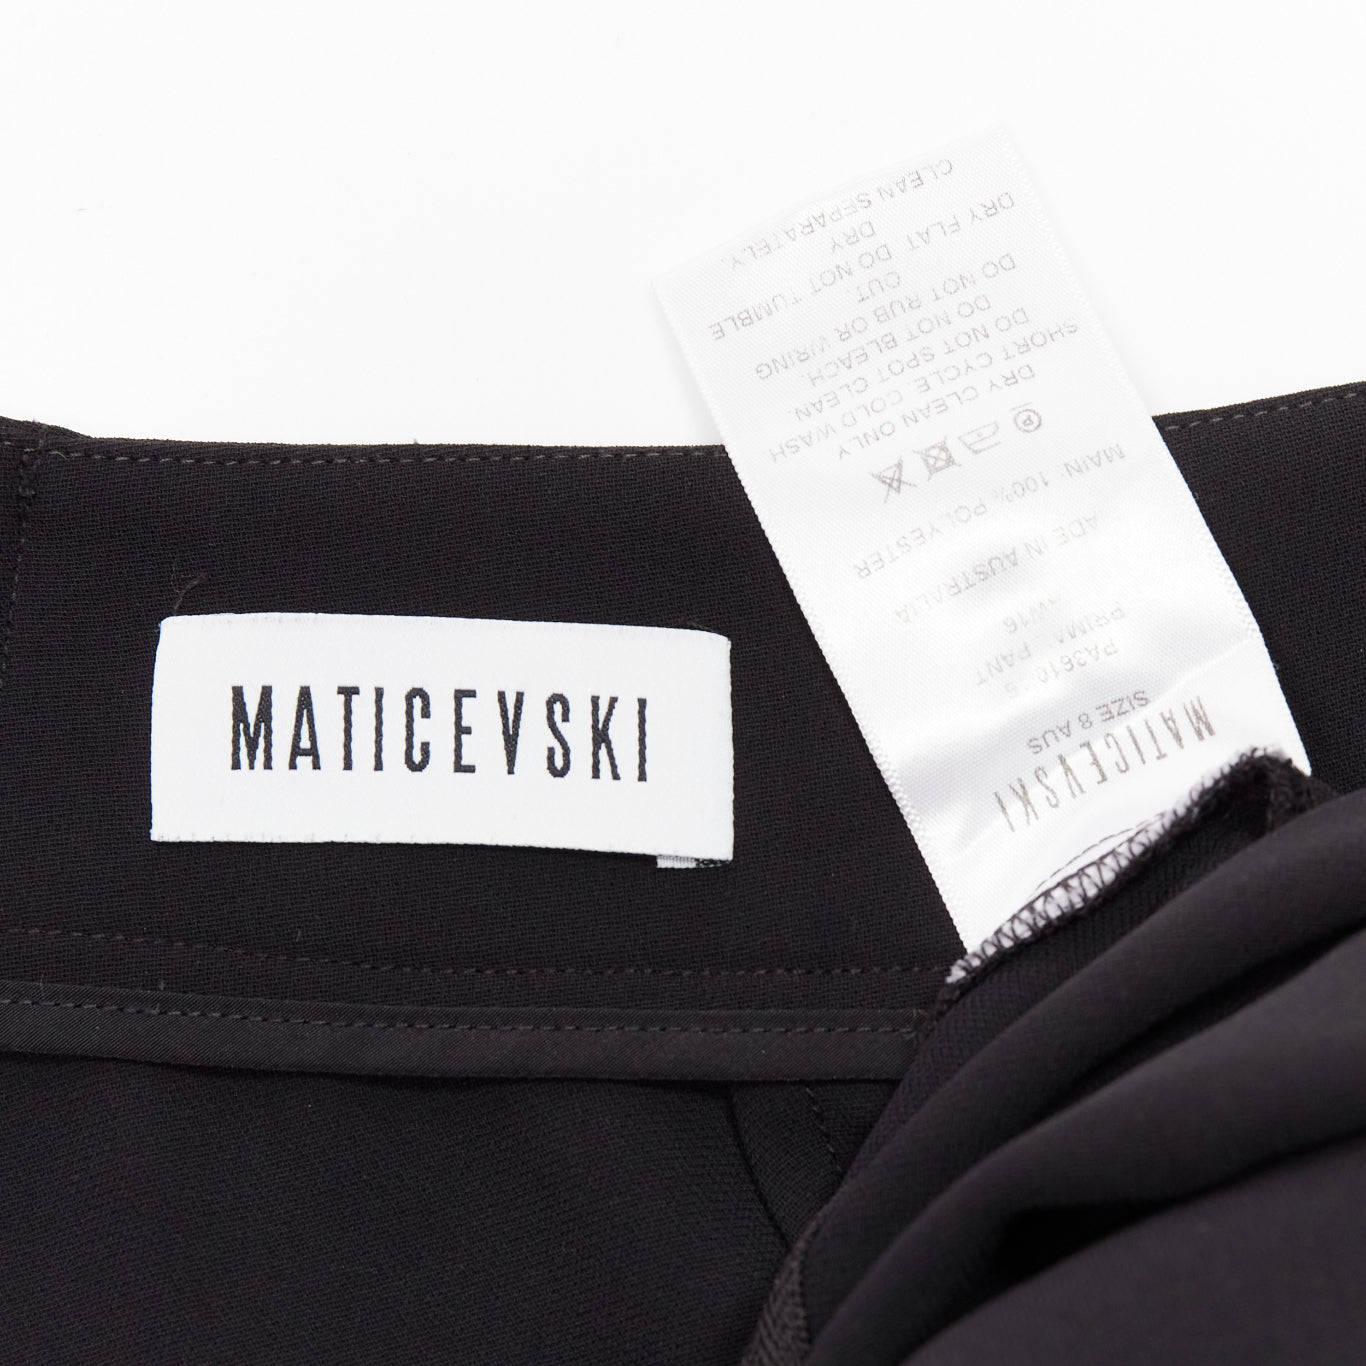 MATICEVSKI
MATICEVSKI
SIZE 8 AUS
PANT
AW16
ADE IN AUSTRALIA
MAIN: 100% POLYESTER
DRY CLEAN ONLY
SHORT CYCLE. COLD WASH
DO NOT SPOT CLEAN.
DO NOT BLEACH.
DO NOT RUB OR WRING
OUT.
DRY FLAT DO NOT TUMBLE
DRY
CLEAN SEPARATELY.